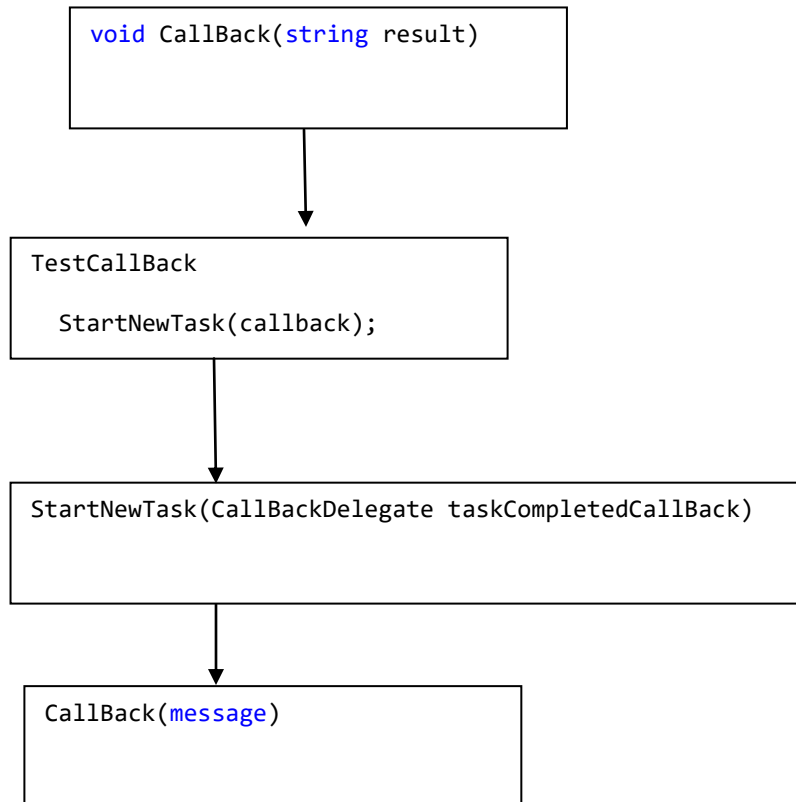 void CallBack(string result)
TestCallBack
StartNewTask(callback);
StartNewTask(CallBackDelegate taskCompletedCallBack)
CallBack(message)